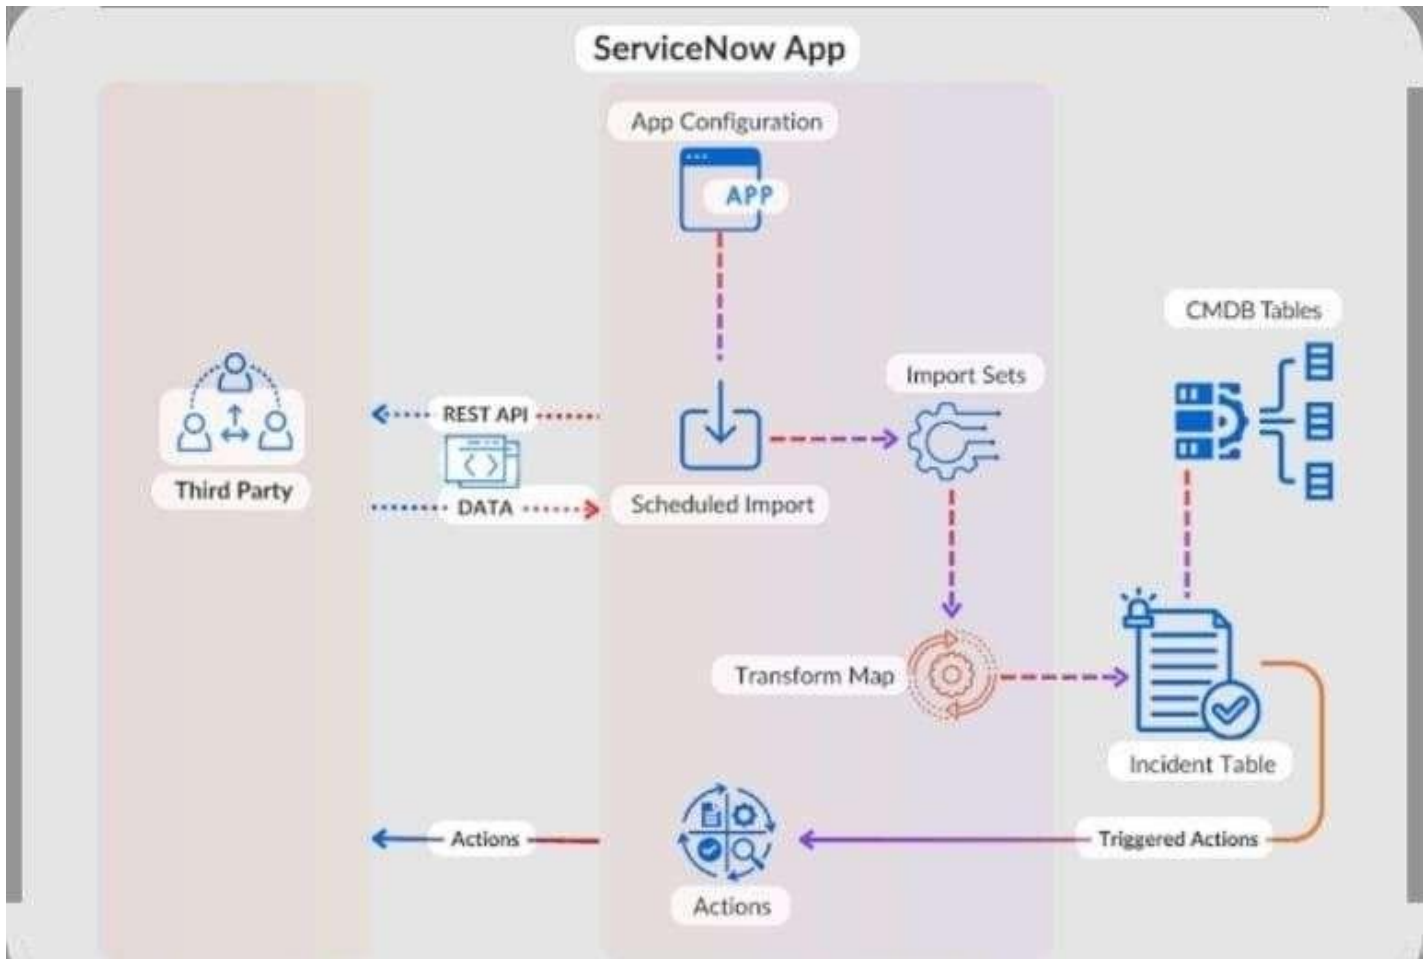 ServiceNow App
App Configuration
APP
CMDB Tables
Import Sets
REST API
Third Party
DATA
Scheduled Import
Transform Map
Incident Table
Actions
Triggered Actions
Actions